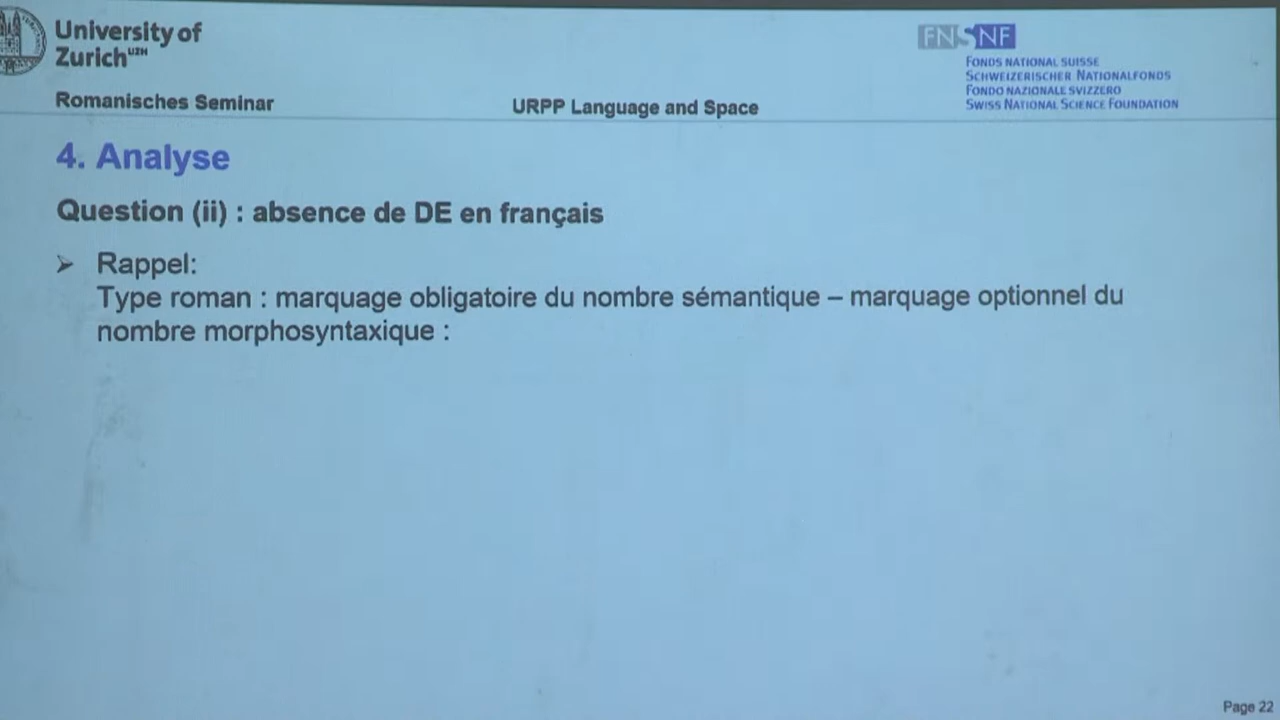 University of
Zurich UZH
FNSNF
FONDS NATIONAL SUISSE
SCHWEIZERISCHER NATIONALFONDS
FONDO NAZIONALE SVIZZERO
SWISS NATIONAL SCIENCE FOUNDATION
Romanisches Seminar
URPP Language and Space
4. Analyse
Question (ii) : absence de DE en français
Rappel:
Type roman : marquage obligatoire du nombre sémantique – marquage optionnel du
nombre morphosyntaxique :
Page 22